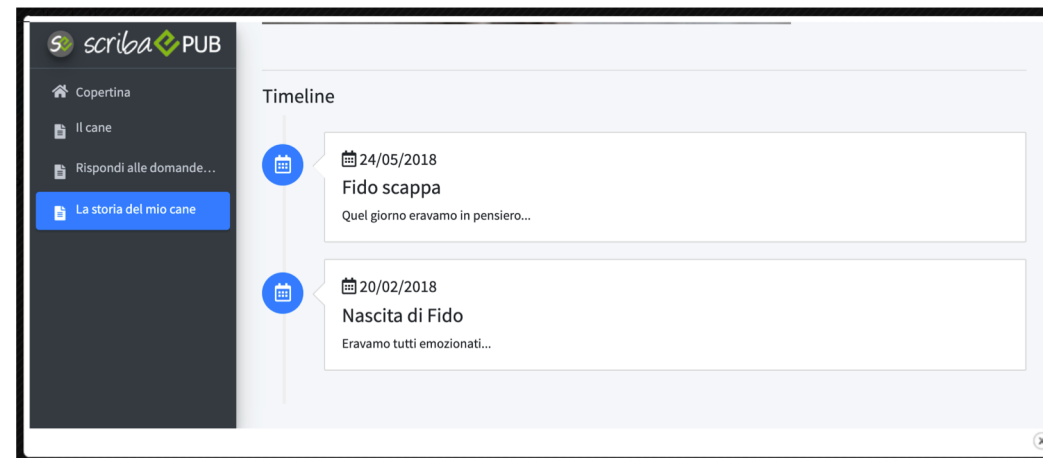 scriba PUB
Copertina
Il cane
Rispondi alle domande...
La storia del mio cane
Timeline
24/05/2018
Fido scappa
Quel giorno eravamo in pensiero...
20/02/2018
Nascita di Fido
Eravamo tutti emozionati...